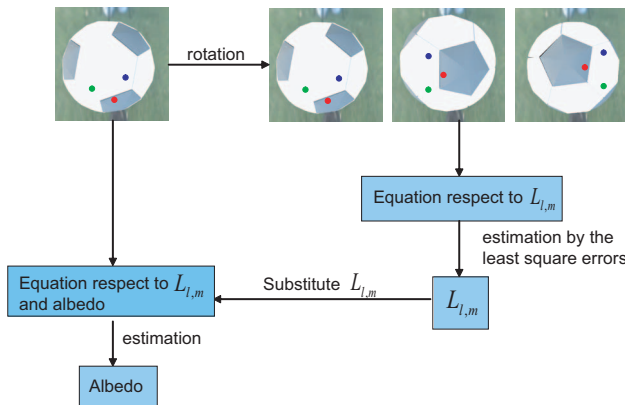 rotation
Equation respect to L_{l,m}
estimation by the
least square errors
Equation respect to L_{l,m}
and albedo
Substitute L_{l,m}
L_{l,m}
estimation
Albedo